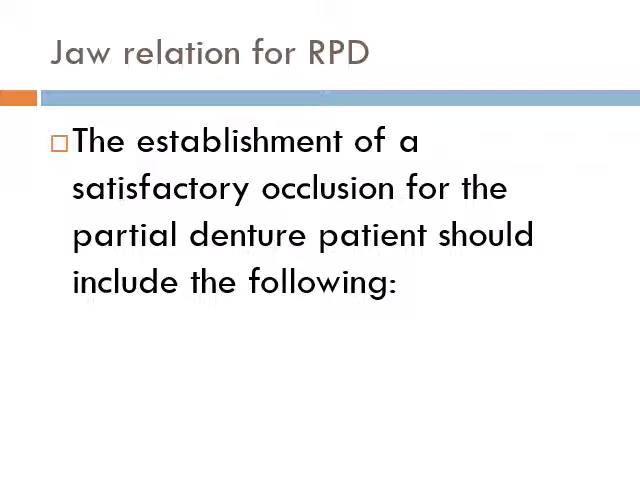 Jaw relation for RPD
The establishment of a
satisfactory occlusion for the
partial denture patient should
include the following: